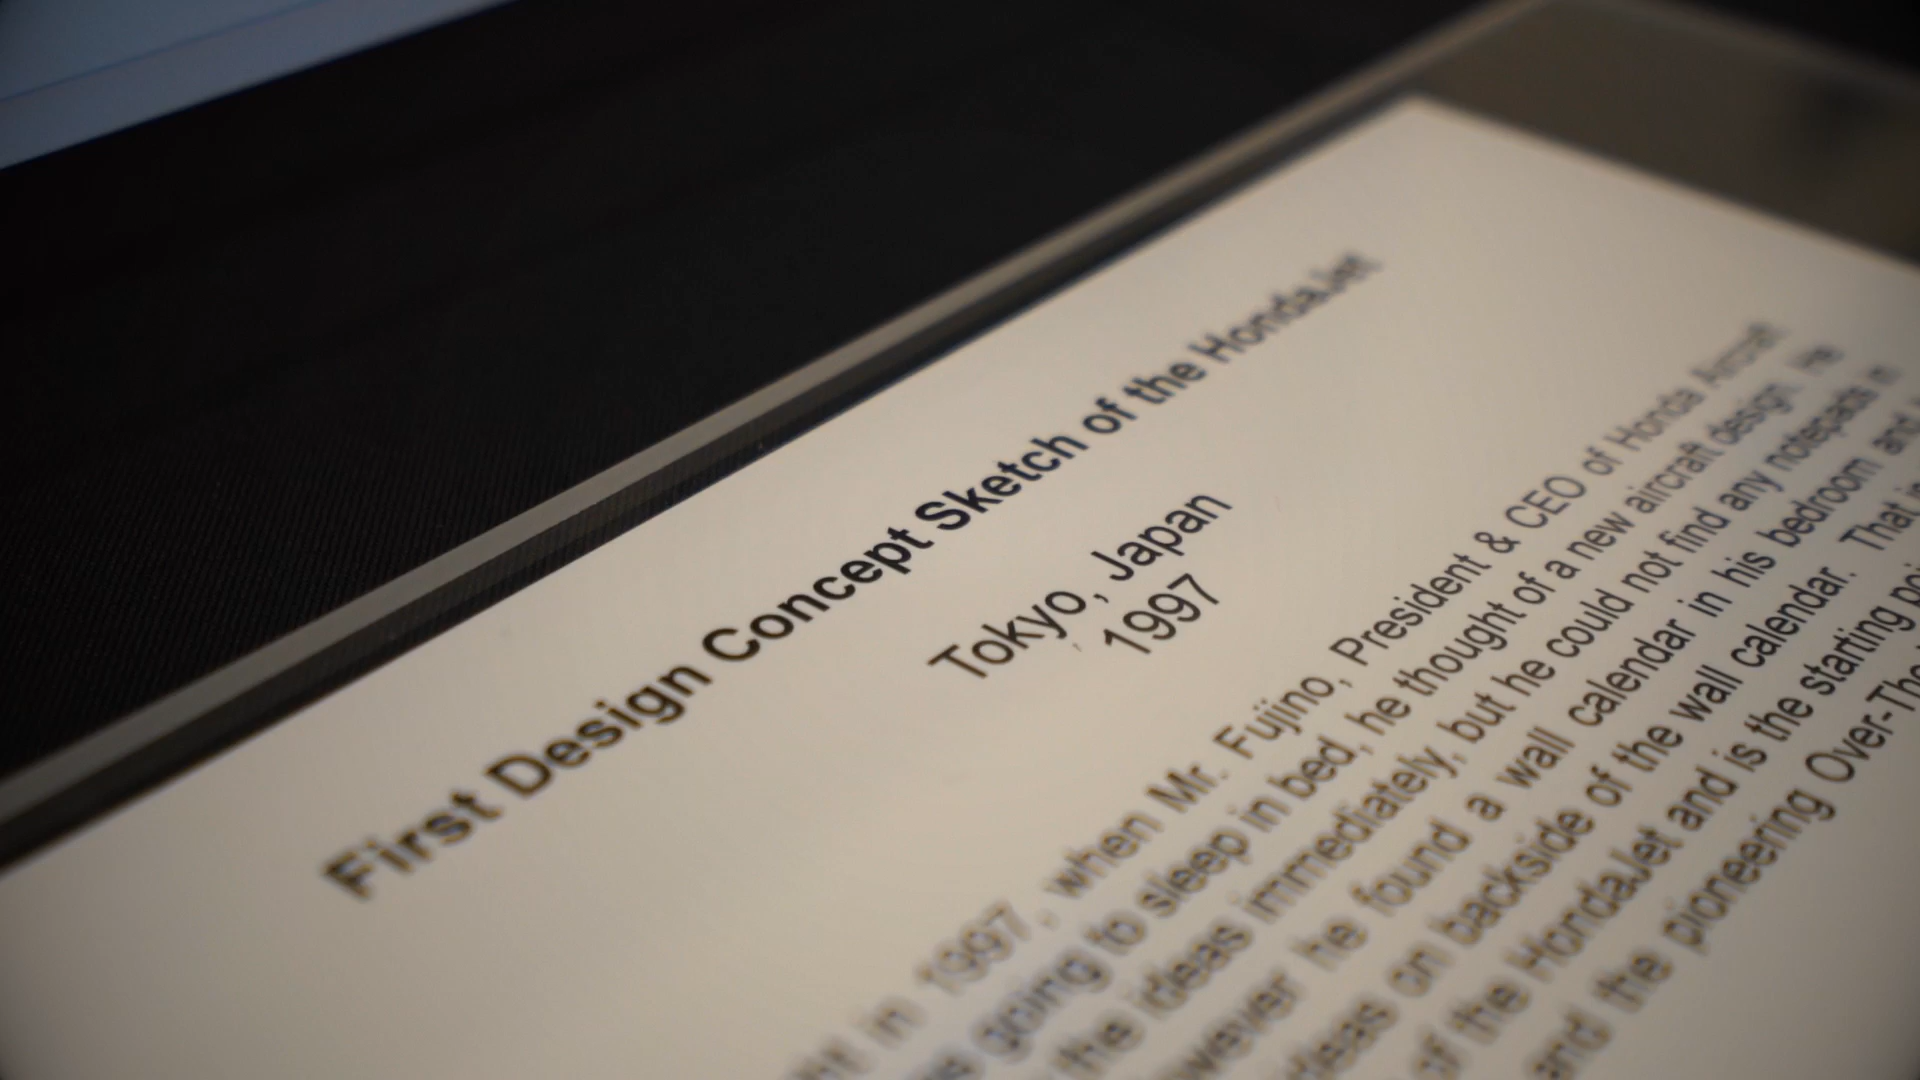 First Design Concept Sketch of the HondaJet
Tokyo, Japan
1997
in 1997, when Mr. Fujino, President & CEO of Honda Aircraft
going to sleep in bed, he thought of a new aircraft design. He
the ideas immediately, but he could not find any notepads in
he found a wall calendar in his bedroom and
on backside of the wall calendar. That
of the HondaJet and is the starting
and the pioneering